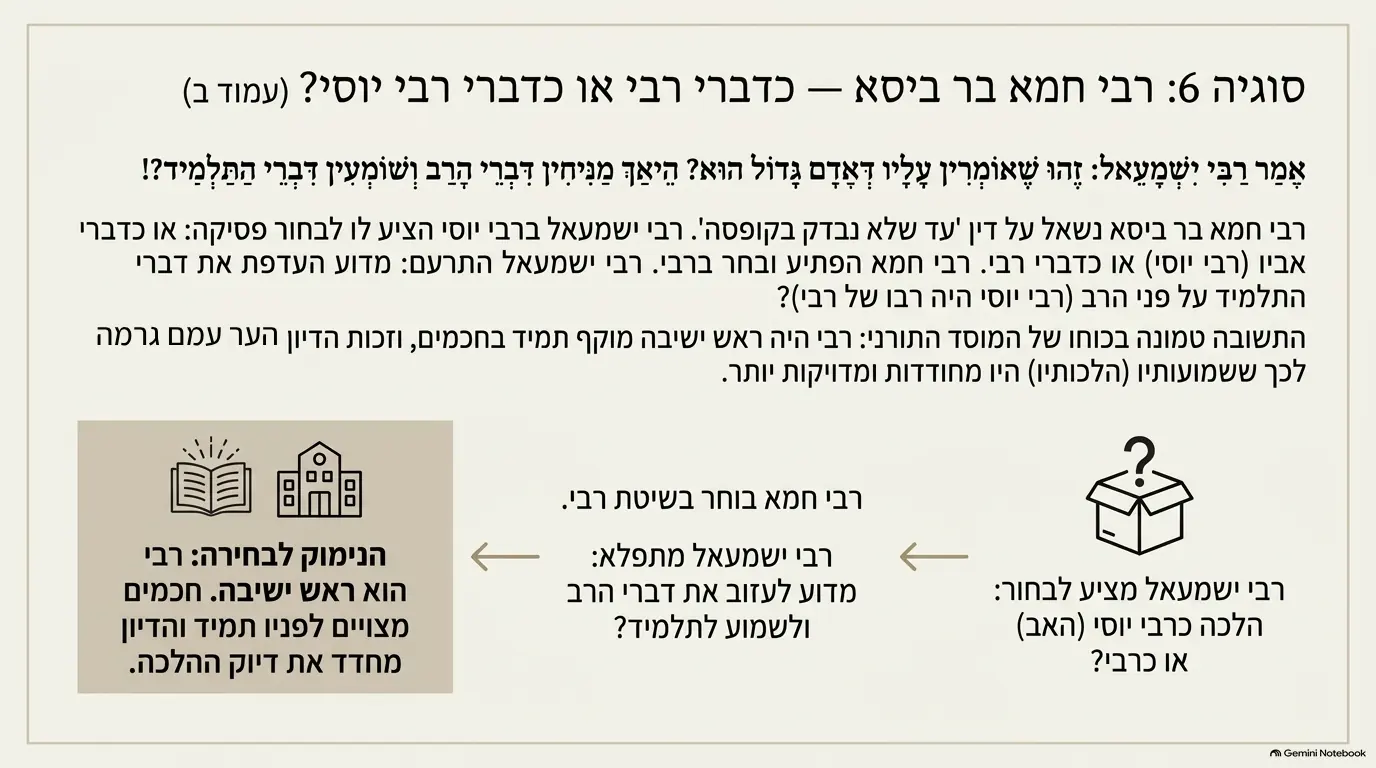 סוגיה 6: רבי חמא בר ביסא — כדברי רבי או כדברי רבי יוסי? (עמוד ב)
אָמַר רַבִּי יִשְׁמָעֵאל: זֶהוּ שֶׁאוֹמְרִין עָלָיו דְּאָדָם גָּדוֹל הוּא? הֵיאַךְ מַנִּיחִין דִּבְרֵי הָרַב וְשׁוֹמְעִין דִּבְרֵי הַתַּלְמִיד?!
רבי חמא בר ביסא נשאל על דין 'עד שלא נבדק בקופסה'. רבי ישמעאל ברבי יוסי הציע לו לבחור פסיקה: או כדברי
אביו (רבי יוסי) או כדברי רבי. רבי חמא הפתיע ובחר ברבי. רבי ישמעאל התרעם: מדוע העדפת את דברי
התלמיד על פני הרב (רבי יוסי היה רבו של רבי)?
התשובה טמונה בכוחו של המוסד התורני: רבי היה ראש ישיבה מוקף תמיד בחכמים, וזכות הדיון הער עמם גרמה
לכך ששמועותיו (הלכותיו) היו מחודדות ומדויקות יותר.
?
רבי ישמעאל מציע לבחור:
הלכה כרבי יוסי (האב)
או כרבי?
רבי חמא בוחר בשיטת רבי.
רבי ישמעאל מתפלא:
מדוע לעזוב את דברי הרב
ולשמוע לתלמיד?
הנימוק לבחירה: רבי
הוא ראש ישיבה. חכמים
מצויים לפניו תמיד והדיון
מחדד את דיוק ההלכה.
Gemini Notebook